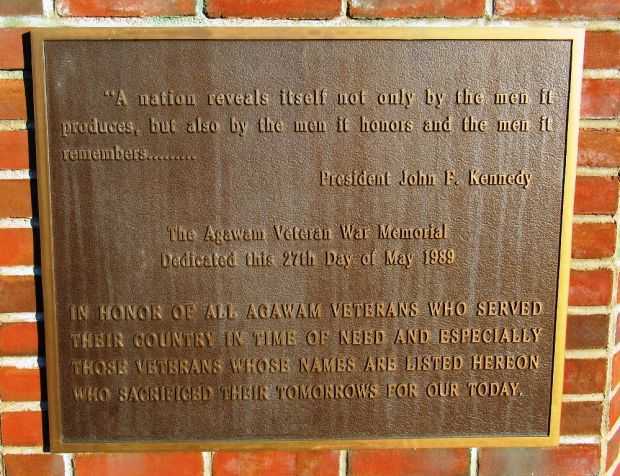 "A nation reveals itself not only by the men it
produces, but also by the men it honors and the men it
remembers.........
President John F. Kennedy
The Agawam Veteran War Memorial
Dedicated this 27th Day of May 1989
IN HONOR OF ALL AGAWAM VETERANS WHO SERVED
THEIR COUNTRY IN TIME OF NEED AND ESPECIALLY
THOSE VETERANS WHOSE NAMES ARE LISTED HEREON
WHO SACRIFICED THEIR TOMORROWS FOR OUR TODAY.